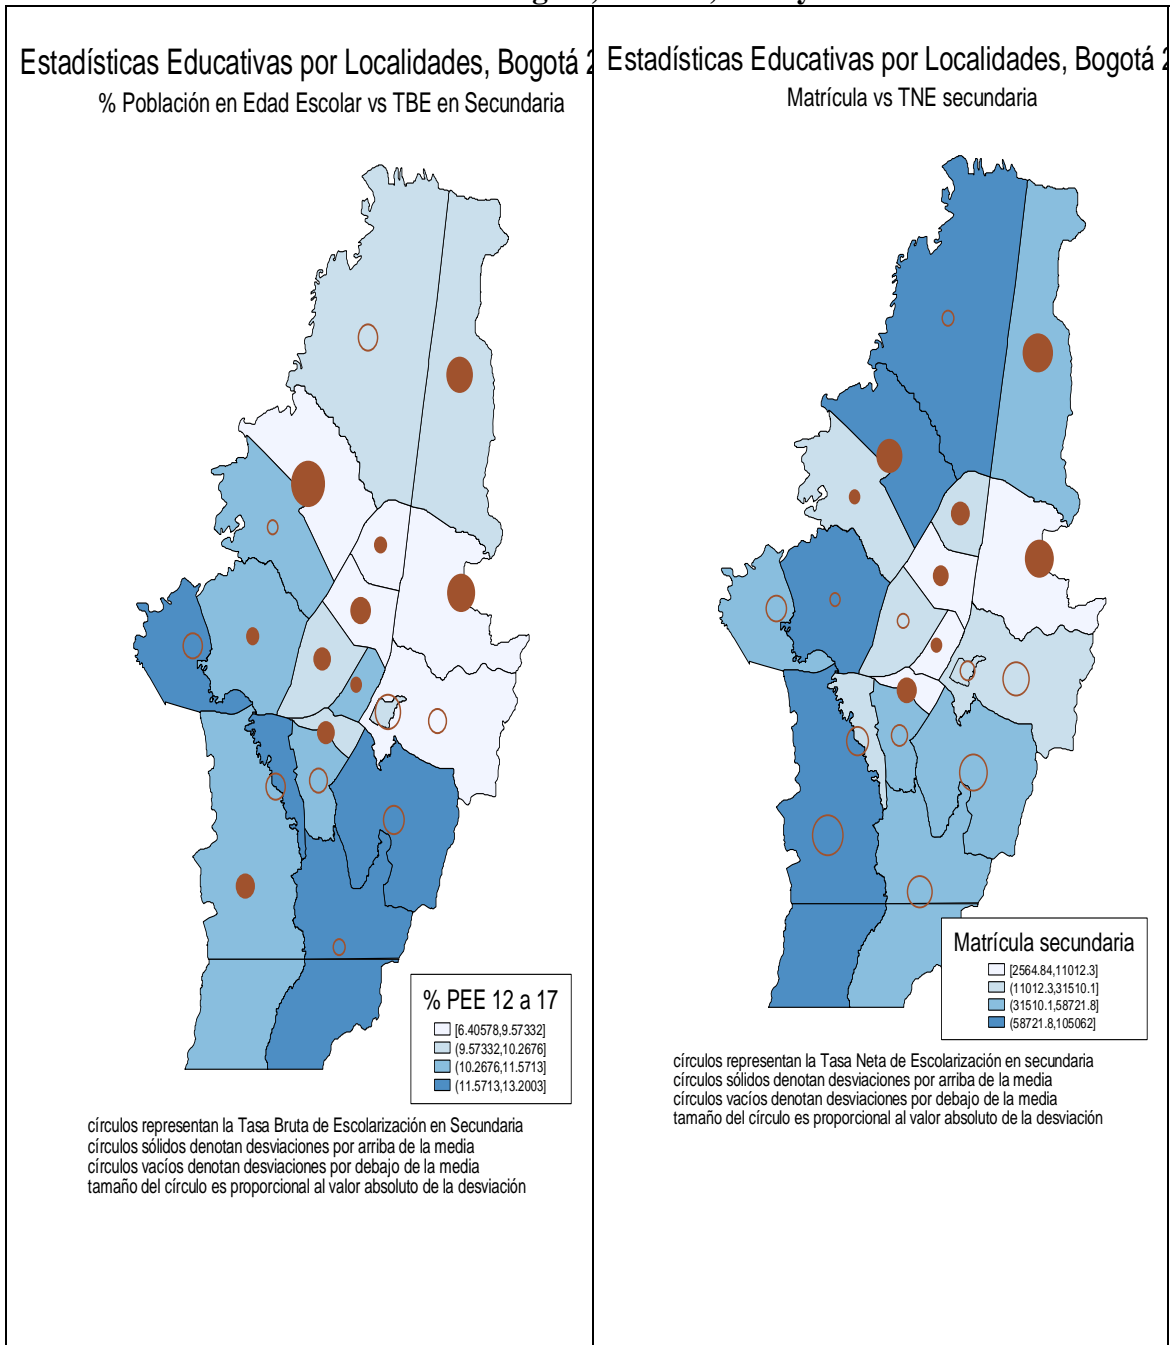 Estadísticas Educativas por Localidades, Bogotá
% Población en Edad Escolar vs TBE en Secundaria
% PEE 12 a 17
[6.40578,9.57332]
(9.57332,10.2676]
(10.2676,11.5713]
(11.5713,13.2003]
círculos representan la Tasa Bruta de Escolarización en Secundaria
círculos sólidos denotan desviaciones por arriba de la media
círculos vacíos denotan desviaciones por debajo de la media
tamaño del círculo es proporcional al valor absoluto de la desviación
Estadísticas Educativas por Localidades, Bogotá
Matrícula vs TNE secundaria
Matrícula secundaria
[2564.84,11012.3]
(11012.3,31510.1]
(31510.1,58721.8]
(58721.8,105062]
círculos representan la Tasa Neta de Escolarización en secundaria
círculos sólidos denotan desviaciones por arriba de la media
círculos vacíos denotan desviaciones por debajo de la media
tamaño del círculo es proporcional al valor absoluto de la desviación